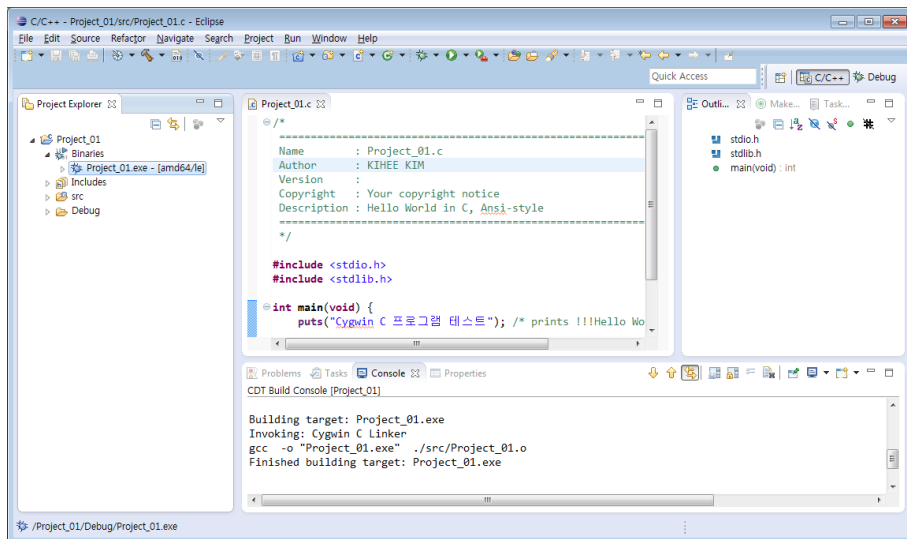 C/C++ - Project_01/src/Project_01.c - Eclipse
File Edit Source Refactor Navigate Search Project Run Window Help
Quick Access
C/C++
Debug
Project Explorer
Project_01
Binaries
Project_01.exe - [amd64/le]
Includes
src
Debug
Project_01.c
/*
============================================================
Name : Project_01.c
Author : KIHEE KIM
Version :
Copyright : Your copyright notice
Description : Hello World in C, Ansi-style
============================================================
*/
#include <stdio.h>
#include <stdlib.h>
int main(void) {
puts("Cygwin C 프로그램 테스트"); /* prints !!!Hello Wo
Outli... Make... Task...
stdio.h
stdlib.h
main(void) : int
Problems Tasks Console Properties
CDT Build Console [Project_01]
Building target: Project_01.exe
Invoking: Cygwin C Linker
gcc -o "Project_01.exe" ./src/Project_01.o
Finished building target: Project_01.exe
/Project_01/Debug/Project_01.exe